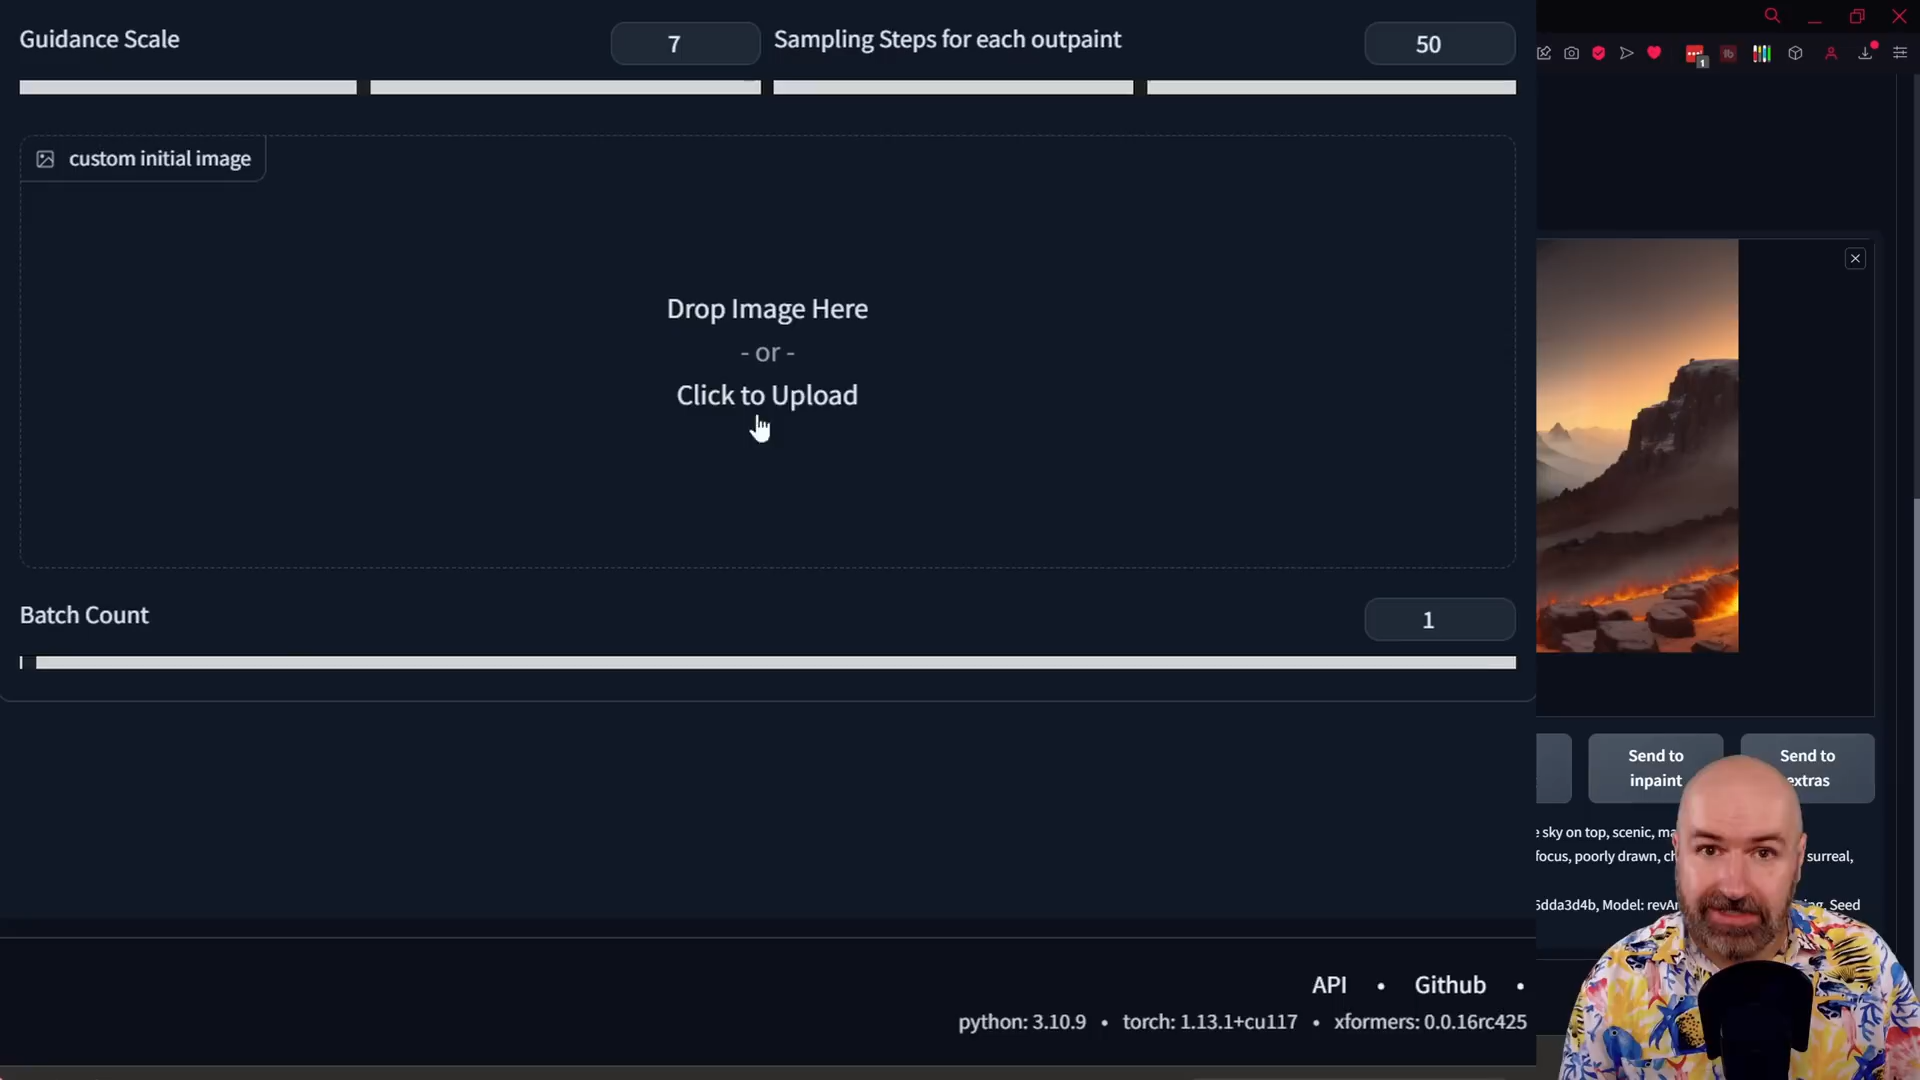 Guidance Scale
7
Sampling Steps for each outpaint
50
custom initial image
Drop Image Here
- or -
Click to Upload
Batch Count
1
Send to
inpaint
Send to
extras
sky on top, scenic,
focus, poorly drawn,
surreal,
6dda3d4b, Model:
Seed
API • Github •
python: 3.10.9 • torch: 1.13.1+cu117 • xformers: 0.0.16rc425
1